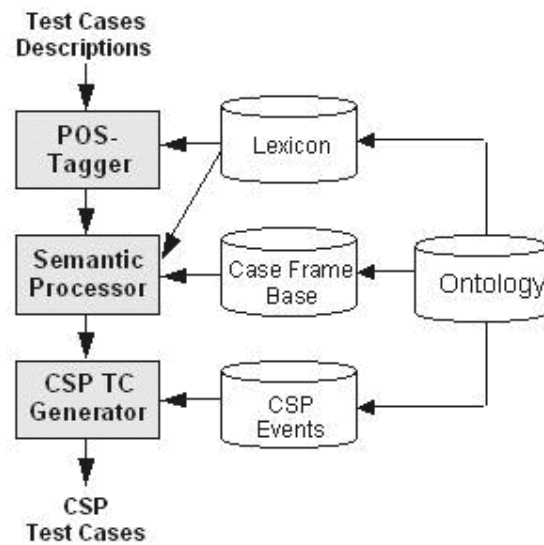 Test Cases
Descriptions
POS-
Tagger
Lexicon
Semantic
Processor
Case Frame
Base
Ontology
CSP TC
Generator
CSP
Events
CSP
Test Cases